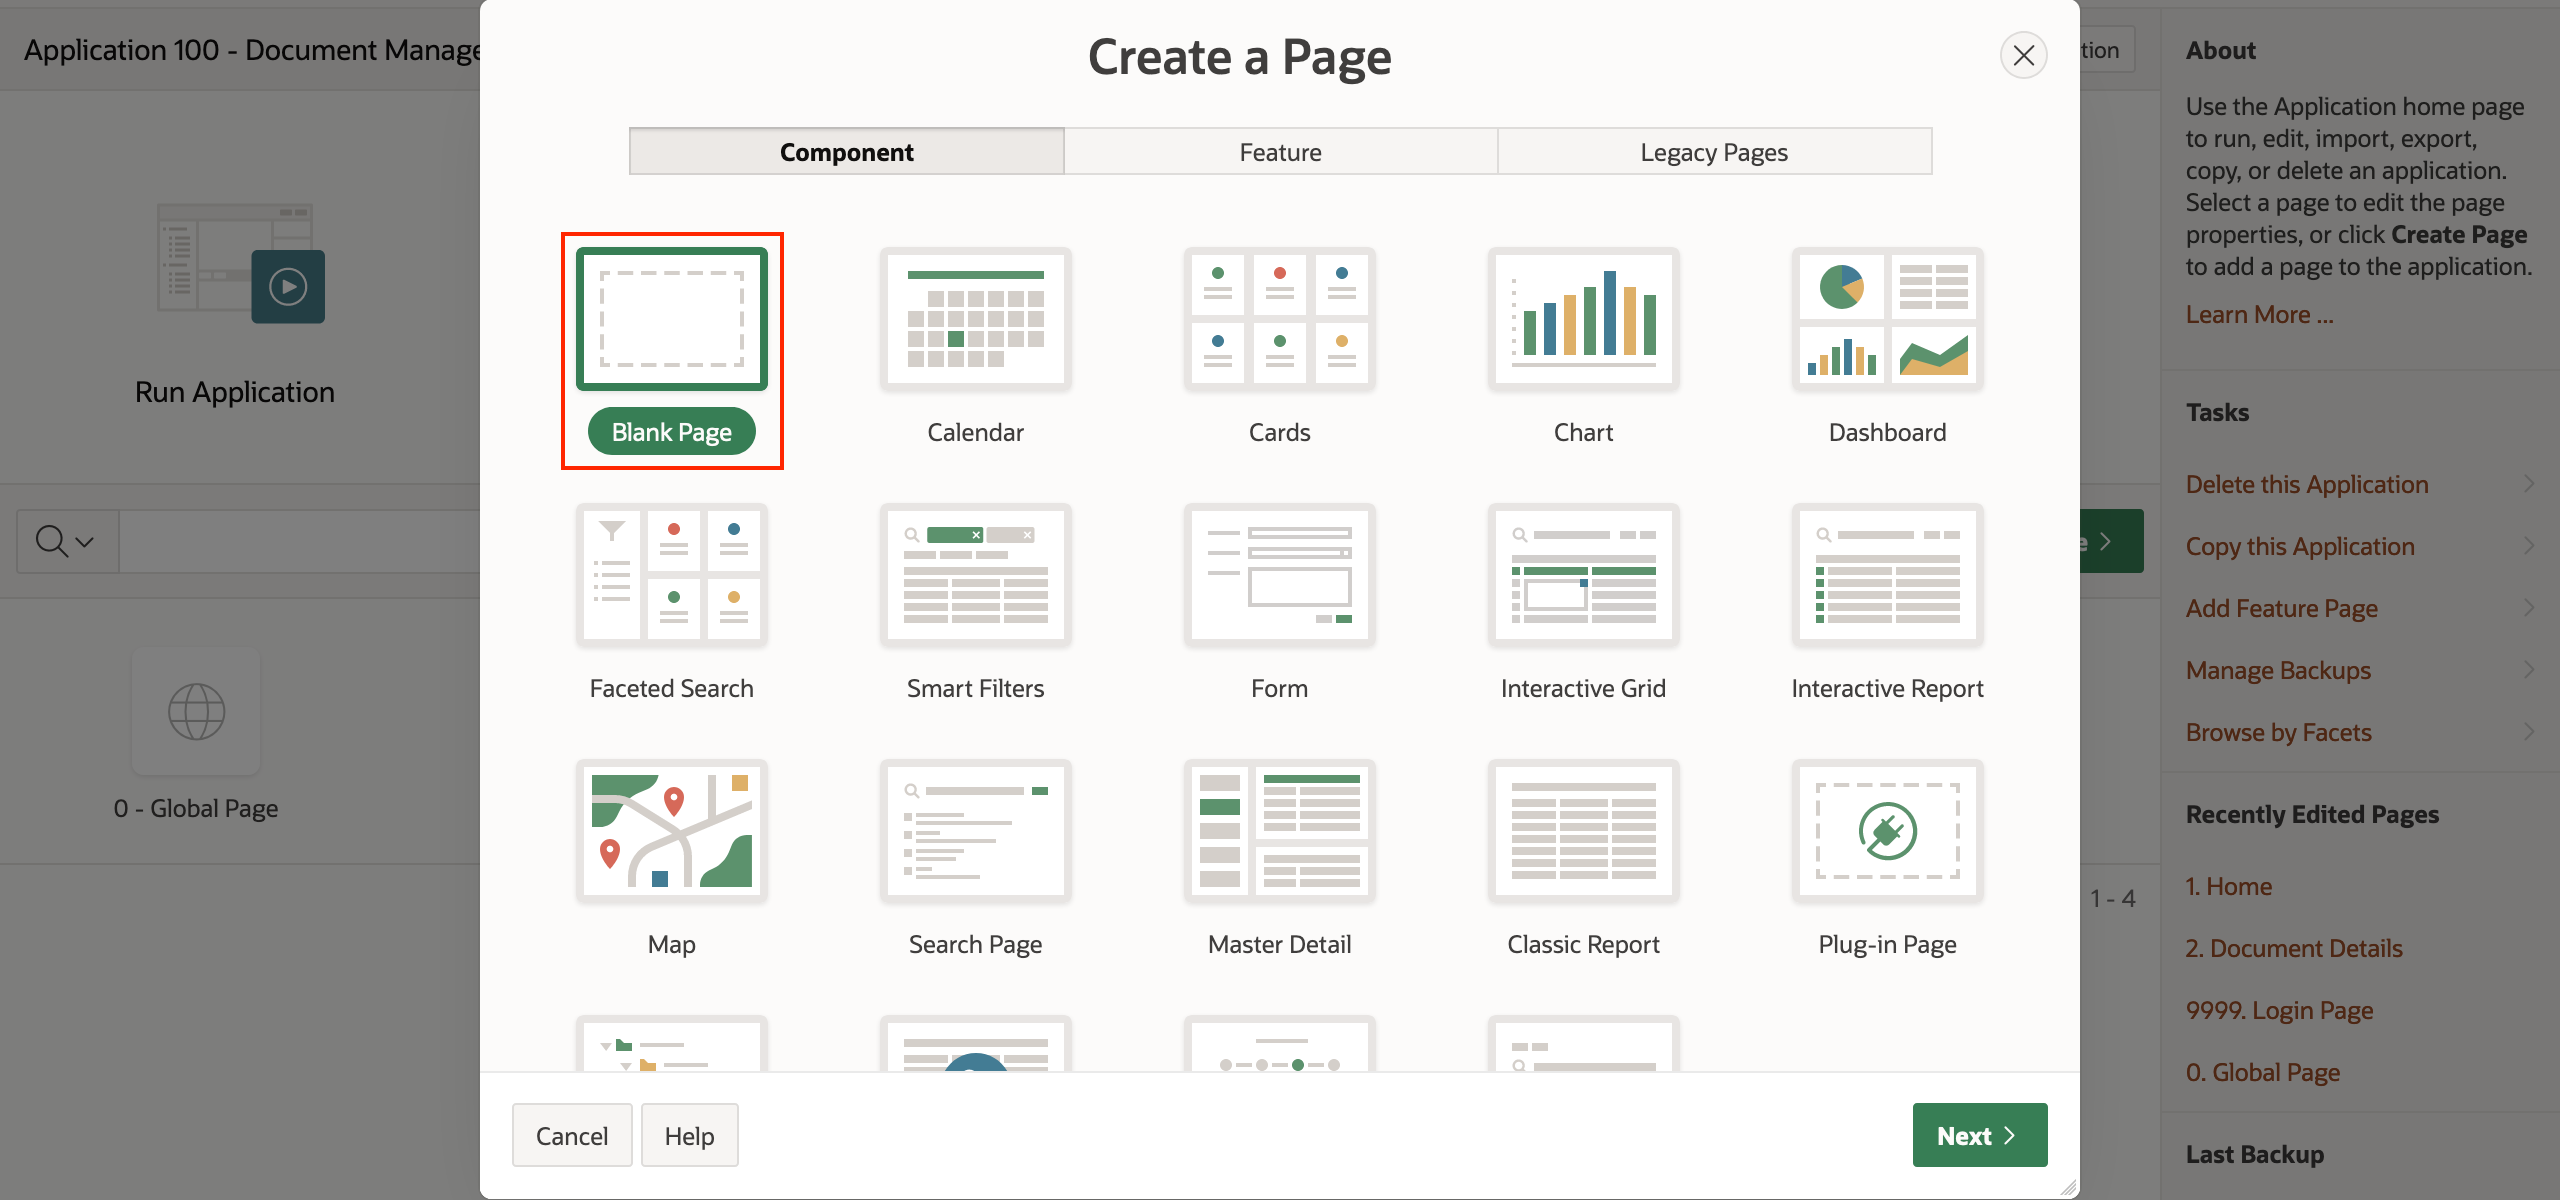 Application 100 - Document Manage
Run Application
0 - Global Page
Create a Page
Component
Feature
Legacy Pages
Blank Page
Calendar
Cards
Chart
Dashboard
Faceted Search
Smart Filters
Form
Interactive Grid
Interactive Report
Map
Search Page
Master Detail
Classic Report
Plug-in Page
Cancel
Help
Next
tion
e
1 - 4
About
Use the Application home page
to run, edit, import, export,
copy, or delete an application.
Select a page to edit the page
properties, or click Create Page
to add a page to the application.
Learn More ...
Tasks
Delete this Application
Copy this Application
Add Feature Page
Manage Backups
Browse by Facets
Recently Edited Pages
1. Home
2. Document Details
9999. Login Page
0. Global Page
Last Backup